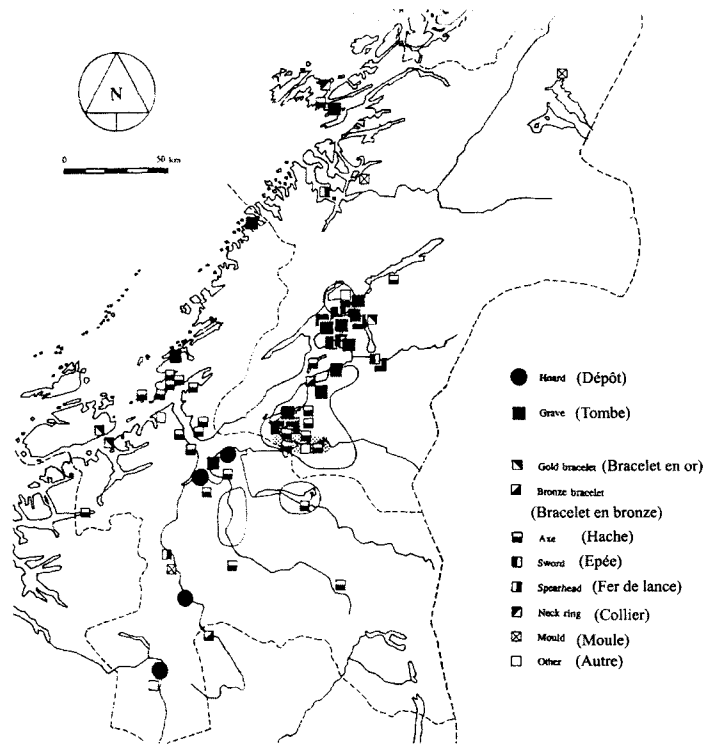 N
0 50 km
Hoard (Dépôt)
Grave (Tombe)
Gold bracelet (Bracelet en or)
Bronze bracelet
(Bracelet en bronze)
Axe (Hache)
Sword (Epée)
Spearhead (Fer de lance)
Neck ring (Collier)
Mould (Moule)
Other (Autre)